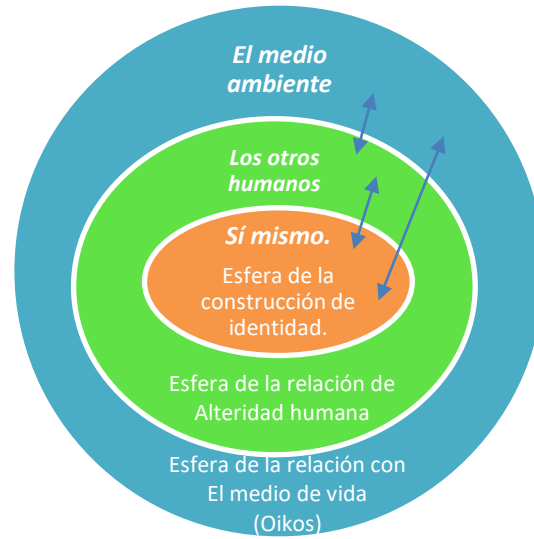 El medio
ambiente
Los otros
humanos
Sí mismo.
Esfera de la
construcción de
identidad.
Esfera de la relación de
Alteridad humana
Esfera de la relación con
El medio de vida
(Oikos)